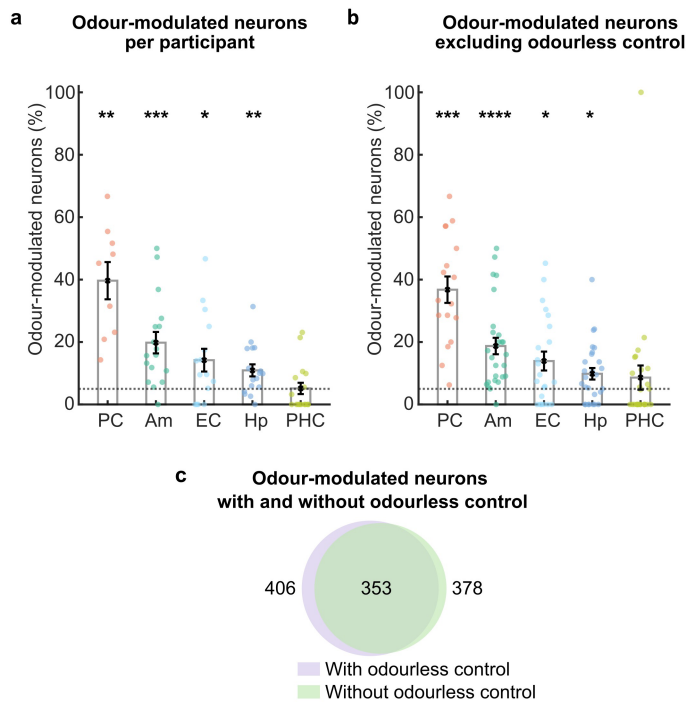 a
Odour-modulated neurons
per participant
Odour-modulated neurons (%)
100
80
60
40
20
0
** *** * **
PC Am EC Hp PHC
b
Odour-modulated neurons
excluding odourless control
Odour-modulated neurons (%)
100
80
60
40
20
0
*** **** * *
PC Am EC Hp PHC
c
Odour-modulated neurons
with and without odourless control
406 353 378
With odourless control
Without odourless control